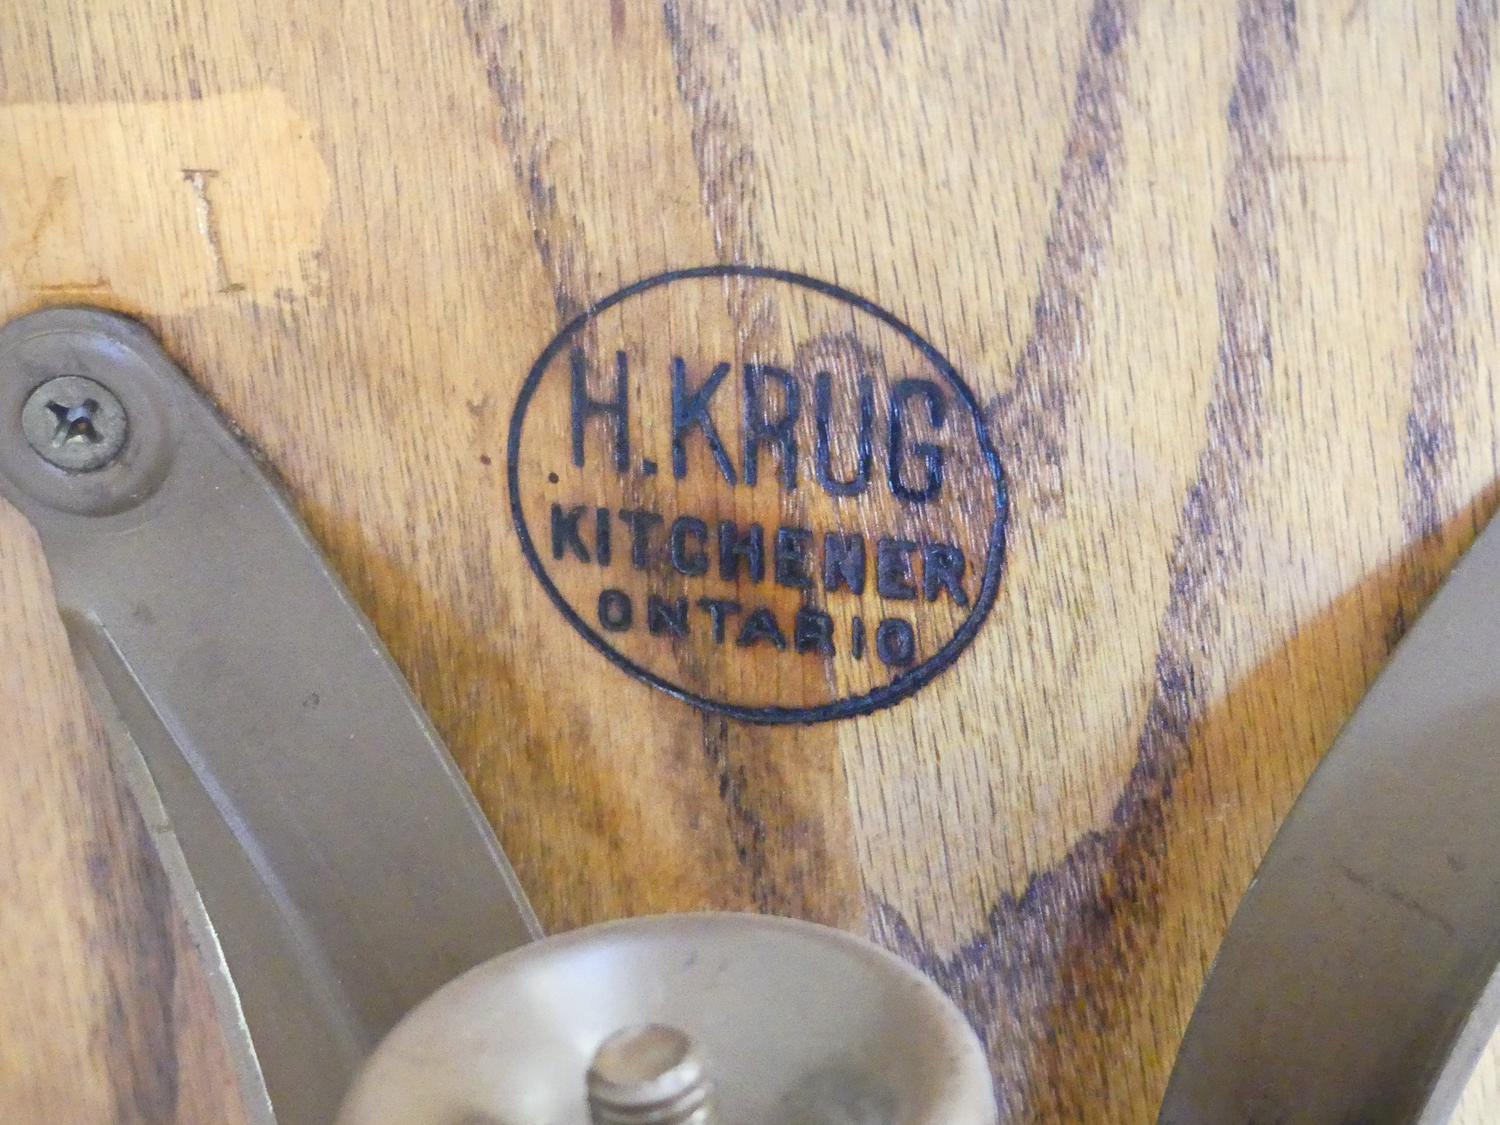 I
H. KRUG
KITCHENER
ONTARIO